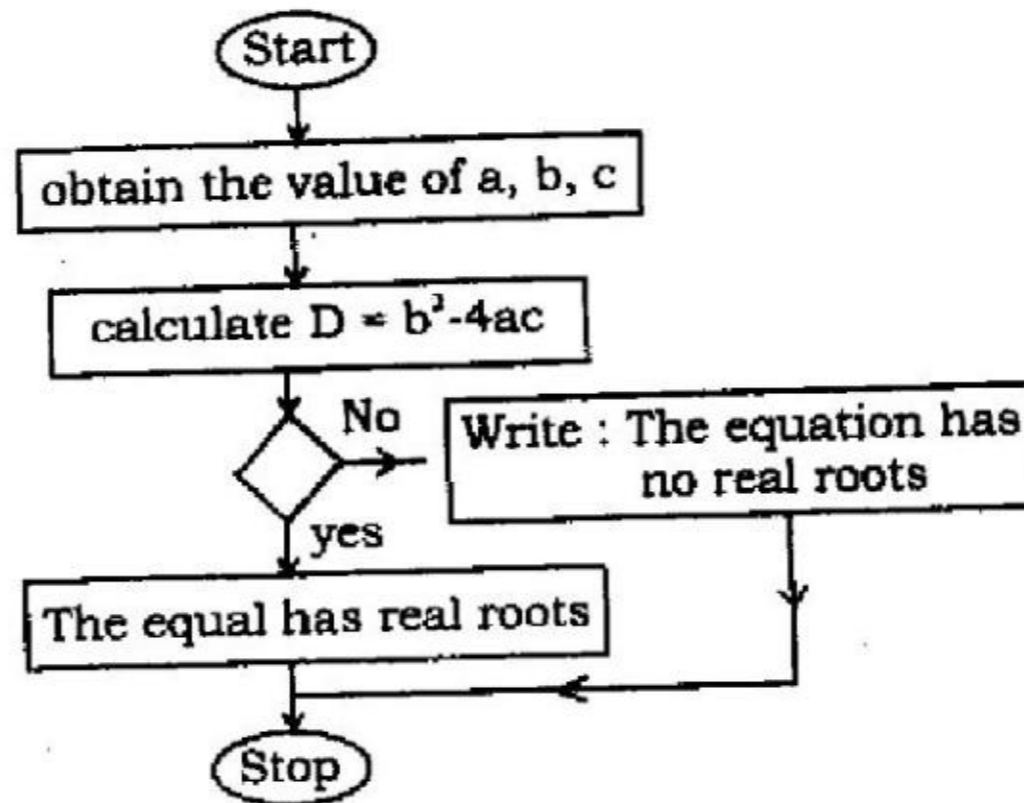 Start
obtain the value of a, b, c
calculate D = b²-4ac
No
Write : The equation has
no real roots
yes
The equal has real roots
Stop